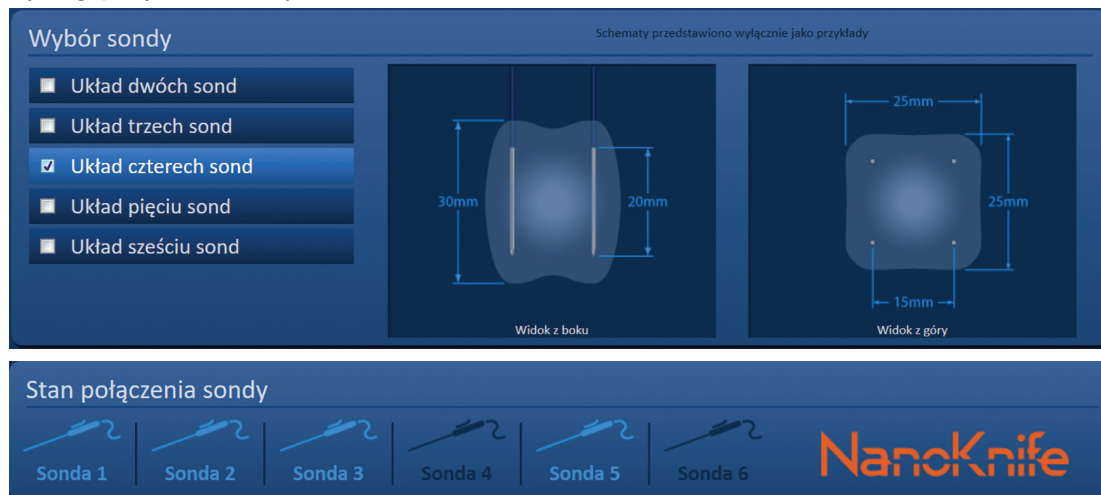 Wybór sondy
Schematy przedstawiono wyłącznie jako przykłady
Układ dwóch sond
Układ trzech sond
Układ czterech sond
Układ pięciu sond
Układ sześciu sond
30mm
20mm
Widok z boku
25mm
25mm
15mm
Widok z góry
Stan połączenia sondy
Sonda 1
Sonda 2
Sonda 3
Sonda 4
Sonda 5
Sonda 6
NanoKnife